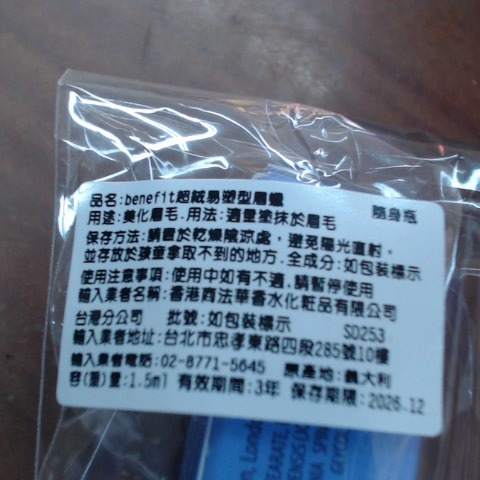 品名:benefit超絨易塑型眉蠟 隨身瓶
用途:美化眉毛.用法:適量塗抹於眉毛
保存方法:請置於乾燥陰涼處,避免陽光直射,
並存放於孩童拿取不到的地方.全成分:如包裝標示
使用注意事項:使用中如有不適,請暫停使用
輸入業者名稱:香港商法華香水化粧品有限公司
台灣分公司 批號:如包裝標示 SD253
輸入業者地址:台北市忠孝東路四段285號10樓
輸入業者電話:02-8771-5645 原產地:義大利
容(重)量:1.5ml 有效期間:3年 保存期限:2026.12